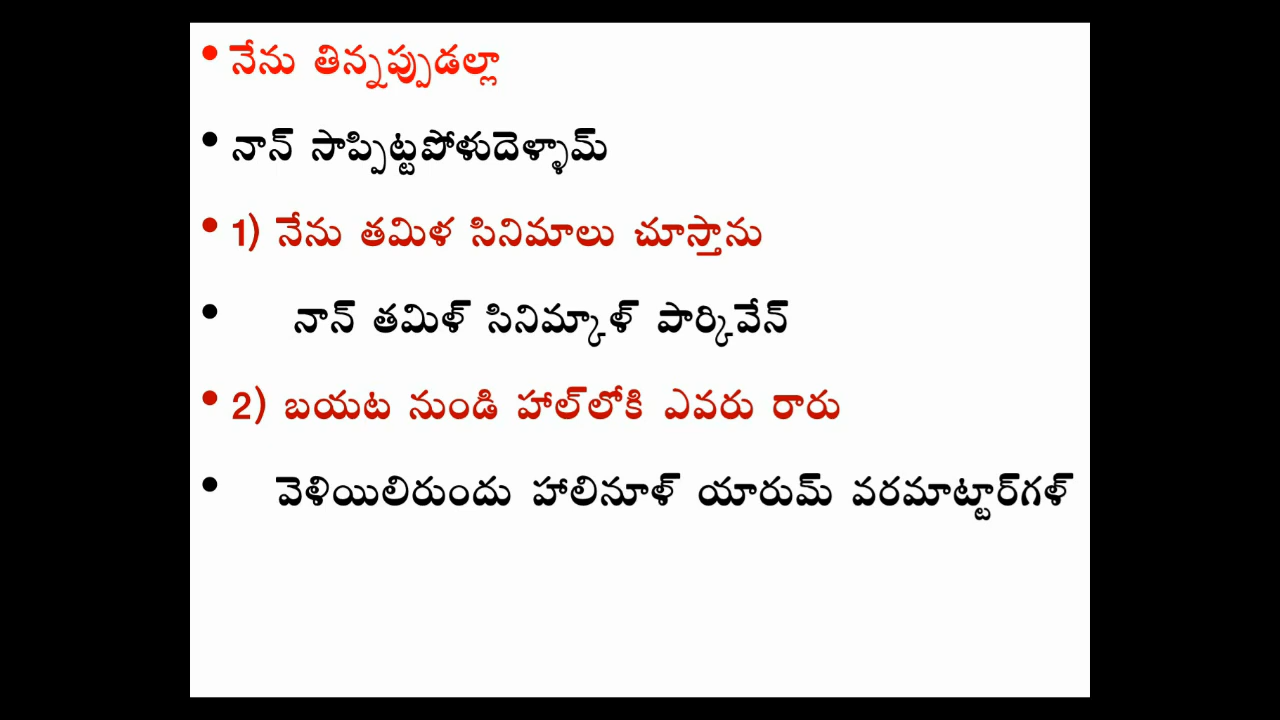 • నేను తిన్నప్పుడల్లా
• నాన్ సాప్పిట్టపోళుదెళ్ళామ్
• 1) నేను తమిళ సినిమాలు చూస్తాను
• నాన్ తమిళ్ సినిమ్కాళ్ పార్కివేన్
• 2) బయట నుండి హాల్‌లోకి ఎవరు రారు
• వెళియిలిరుందు హాలినూళ్ యారుమ్ వరమాట్టార్‌గళ్